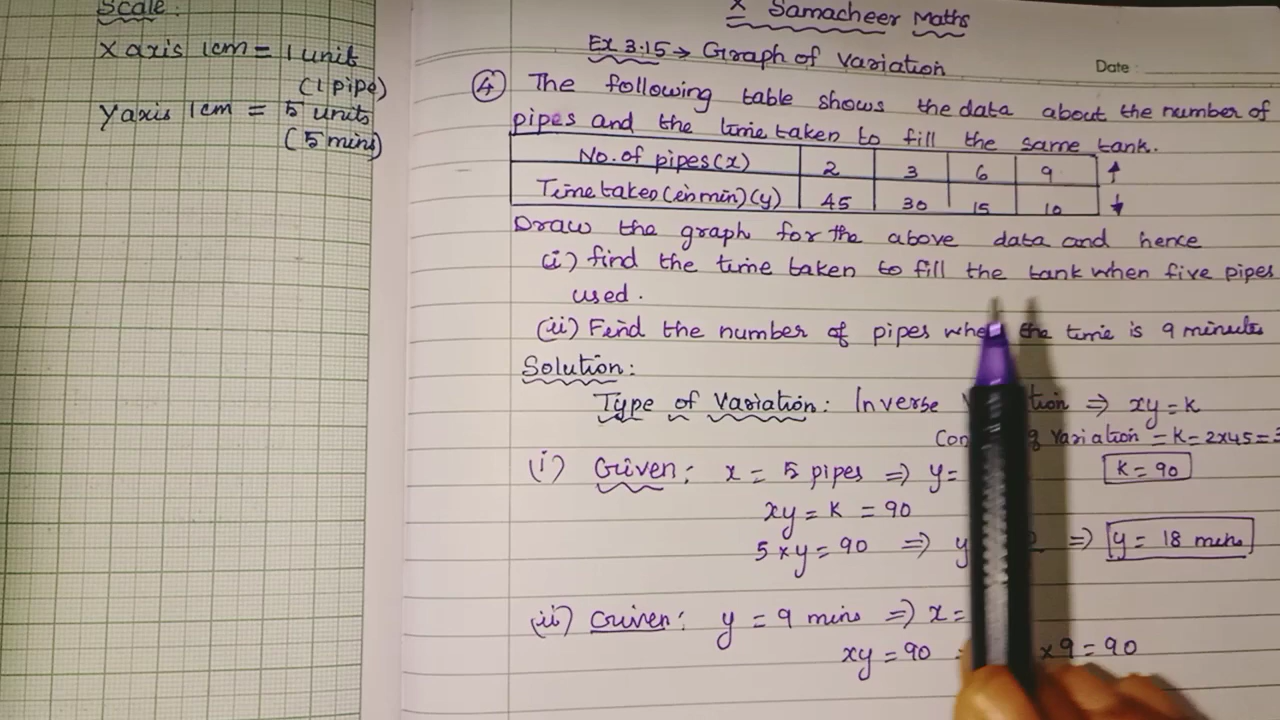 Scale:
X axis 1cm = 1 unit
(1 pipe)
Y axis 1cm = 5 units
(5 mins)
X Samacheer Maths
Ex 3.15 → Graph of Variation
Date :
④ The following table shows the data about the number of
pipes and the time taken to fill the same tank.
No. of pipes (x) 2 3 6 9 ↑
Time taken (in min) (y) 45 30 15 10 ↓
Draw the graph for the above data and hence
(i) find the time taken to fill the tank when five pipes
used.
(ii) Find the number of pipes when the time is 9 minutes
Solution:
Type of Variation: Inverse ⇒ xy = k
Variation = K = 2x45 =
(i) Given: x = 5 pipes ⇒ y = K = 90
xy = K = 90
5 x y = 90 ⇒ y ⇒ y = 18 mins
(ii) Given: y = 9 mins ⇒ x =
xy = 90 x 9 = 90